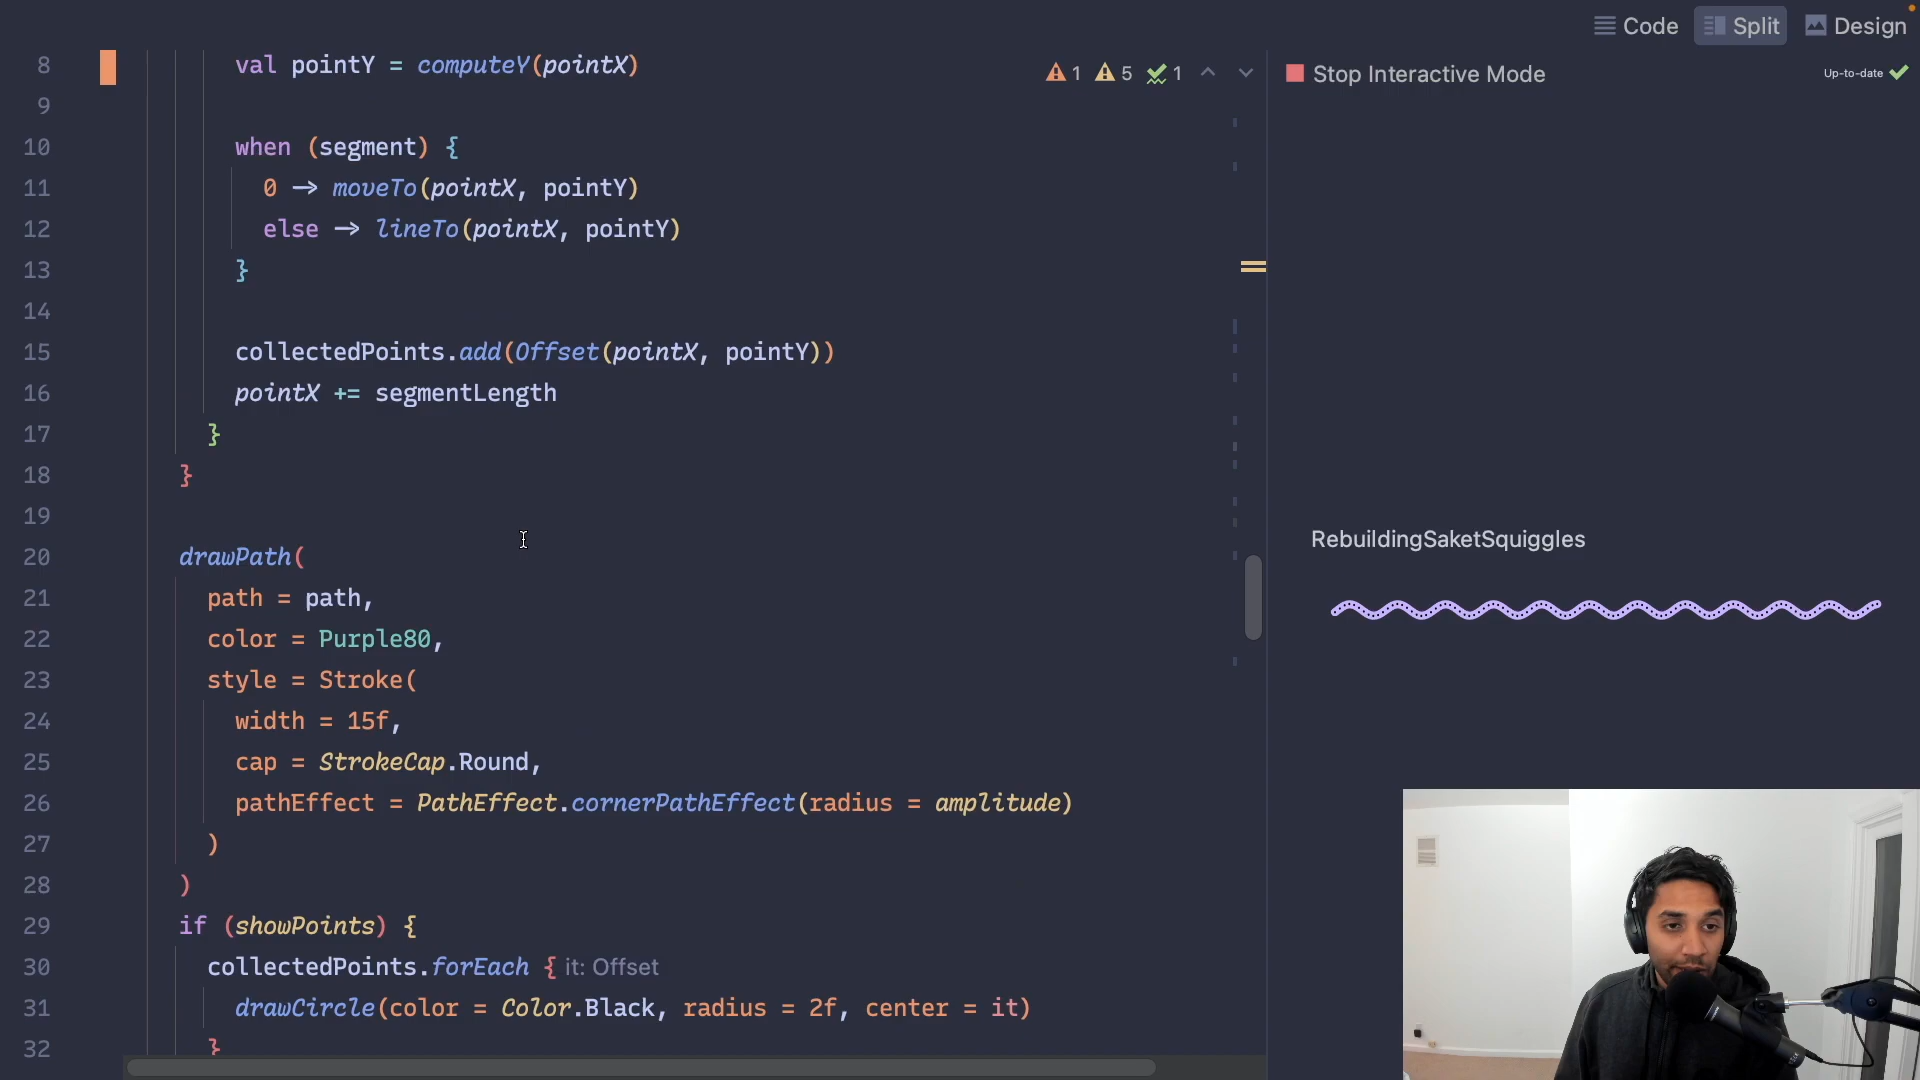 Code Split Design
8 val pointY = computeY(pointX)
1 5 1
Stop Interactive Mode Up-to-date
9
10 when (segment) {
11 0 -> moveTo(pointX, pointY)
12 else -> lineTo(pointX, pointY)
13 }
14
15 collectedPoints.add(Offset(pointX, pointY))
16 pointX += segmentLength
17 }
18 }
19
RebuildingSaketSquiggles
20 drawPath(
21 path = path,
22 color = Purple80,
23 style = Stroke(
24 width = 15f,
25 cap = StrokeCap.Round,
26 pathEffect = PathEffect.cornerPathEffect(radius = amplitude)
27 )
28 )
29 if (showPoints) {
30 collectedPoints.forEach { it: Offset
31 drawCircle(color = Color.Black, radius = 2f, center = it)
32 }